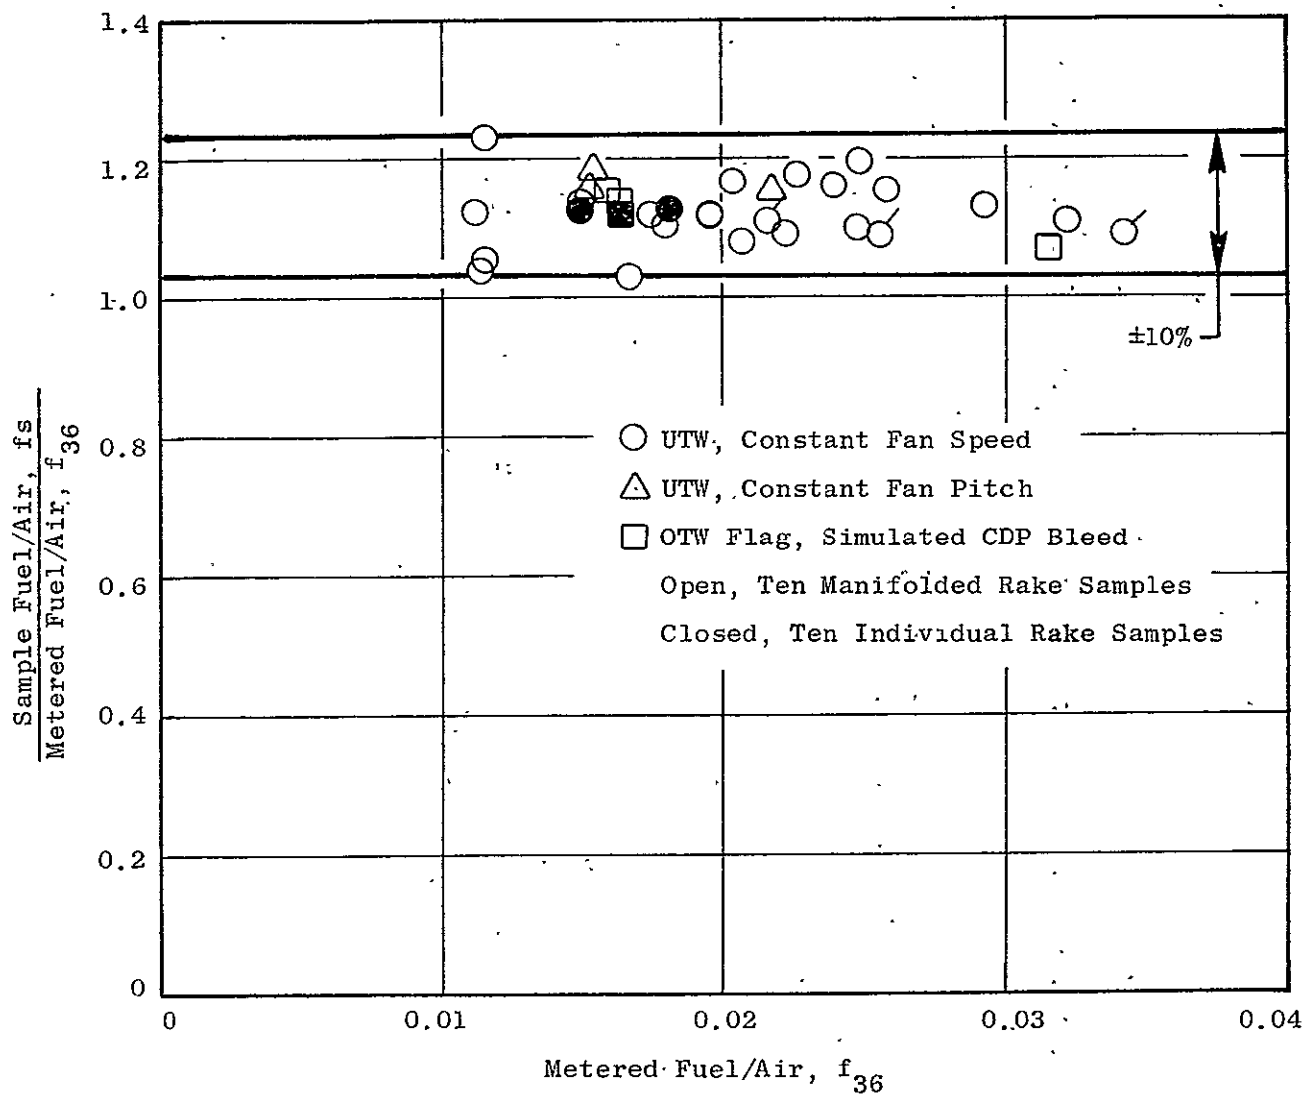 1.4
1.2
1.0
0.8
0.6
0.4
0.2
0
Sample Fuel/Air, fs
Metered Fuel/Air, f36
±10%
UTW, Constant Fan Speed
UTW, Constant Fan Pitch
OTW Flag, Simulated CDP Bleed
Open, Ten Manifolded Rake Samples
Closed, Ten Individual Rake Samples
0 0.01 0.02 0.03 0.04
Metered Fuel/Air, f36